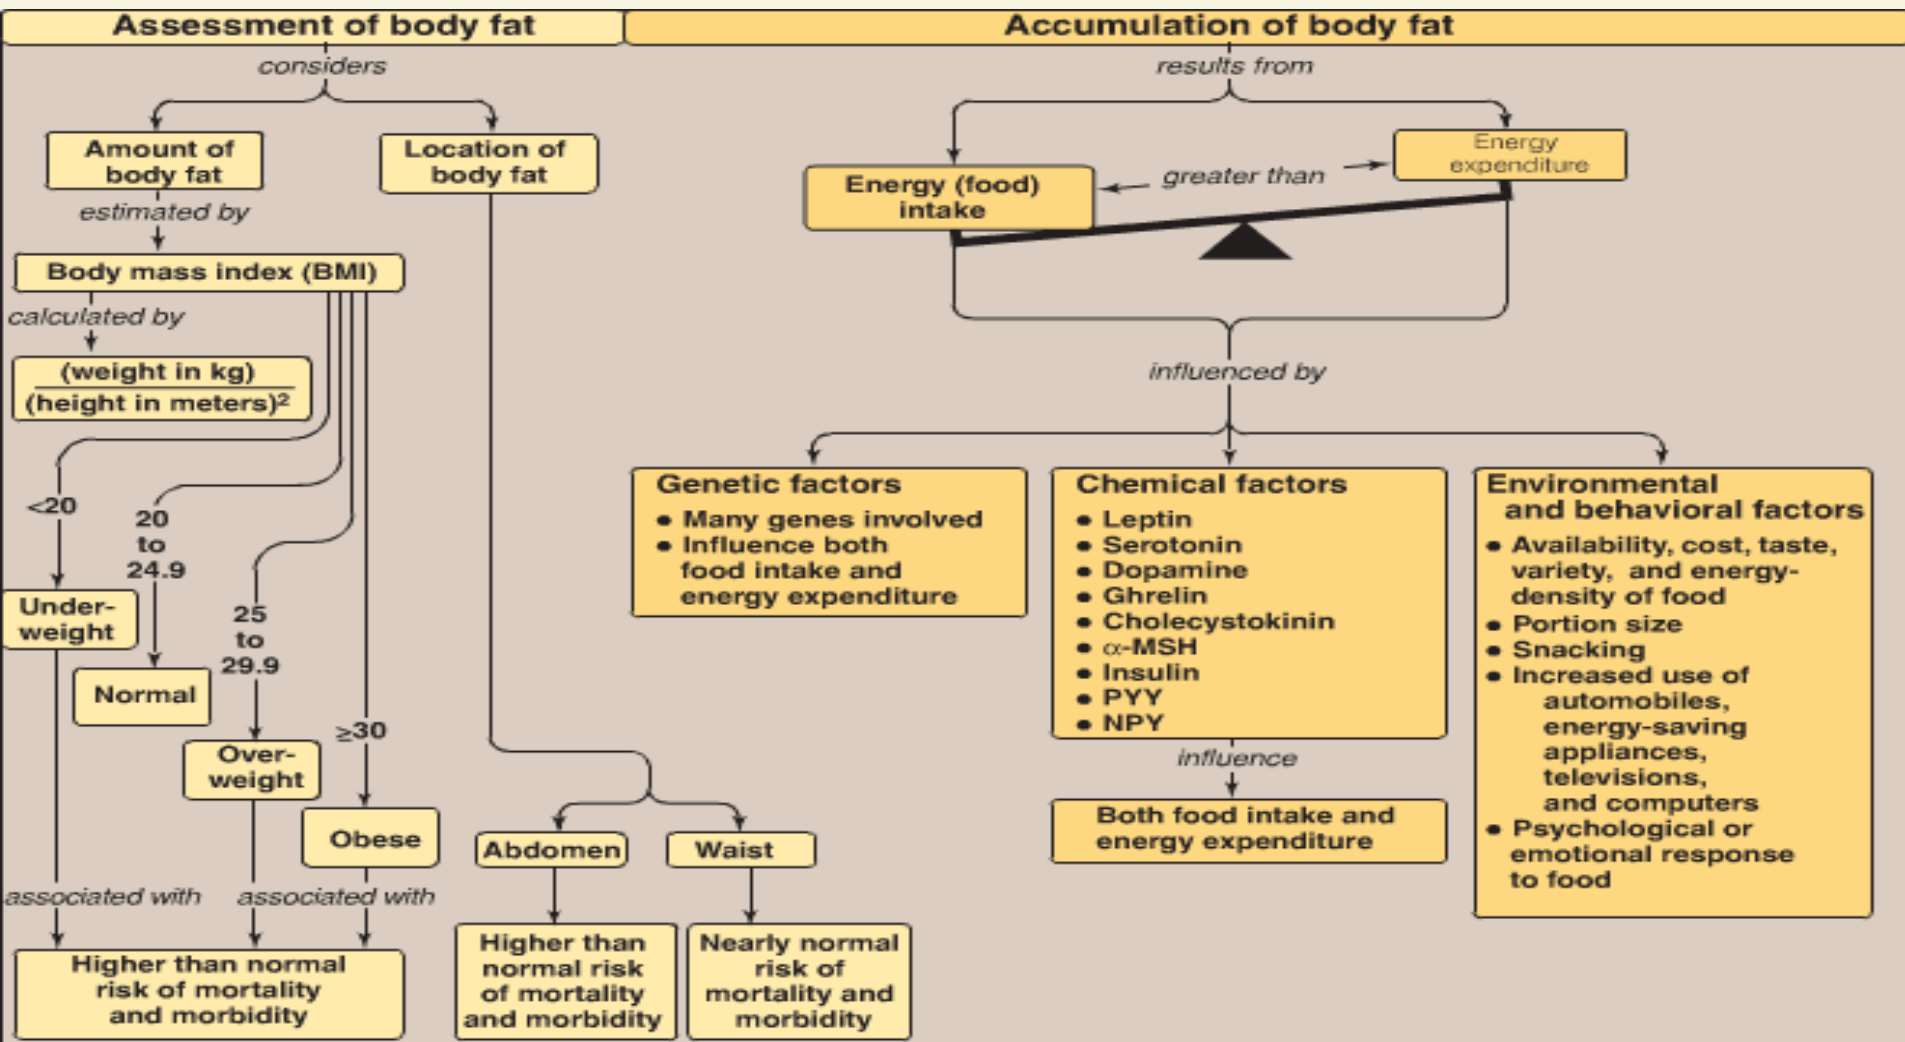 Assessment of body fat
considers
Amount of
body fat
Location of
body fat
estimated by
Body mass index (BMI)
calculated by
(weight in kg)
(height in meters)²
<20
20
to
24.9
25
to
29.9
≥30
Under-
weight
Normal
Over-
weight
Obese
associated with
associated with
Higher than normal
risk of mortality
and morbidity
Abdomen
Waist
Higher than
normal risk
of mortality
and morbidity
Nearly normal
risk of
mortality and
morbidity
Accumulation of body fat
results from
Energy (food)
intake
greater than
Energy
expenditure
influenced by
Genetic factors
• Many genes involved
• Influence both
food intake and
energy expenditure
Chemical factors
• Leptin
• Serotonin
• Dopamine
• Ghrelin
• Cholecystokinin
• α-MSH
• Insulin
• PYY
• NPY
influence
Both food intake and
energy expenditure
Environmental
and behavioral factors
• Availability, cost, taste,
variety, and energy-
density of food
• Portion size
• Snacking
• Increased use of
automobiles,
energy-saving
appliances,
televisions,
and computers
• Psychological or
emotional response
to food